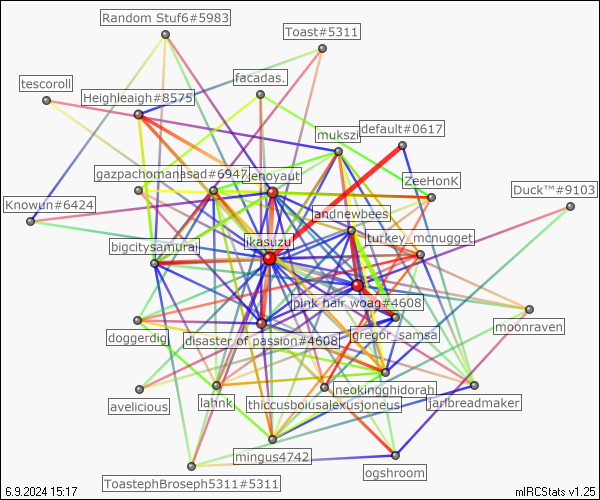 Random Stuf6#5983
Toast#5311
tescoroll
facadas.
Heighleaigh#8575
mukszi
default#0617
gazpachomanasad#6947
ZeeHonK
Duck™#9103
Knowun#6424
andnewbees
bigcitysamurai
ikasuzu
turkey_mcnugget
pink hair woag#4608
moonraven
doggerdig
disaster of passion#4608
gregor_samsa
neokingghidorah
avelicious
lahnk
thiccusboiusalexusjoneus
jarlbreadmaker
mingus4742
ogshroom
ToastephBroseph5311#5311
6.9.2024 15:17
mIRCStats v1.25